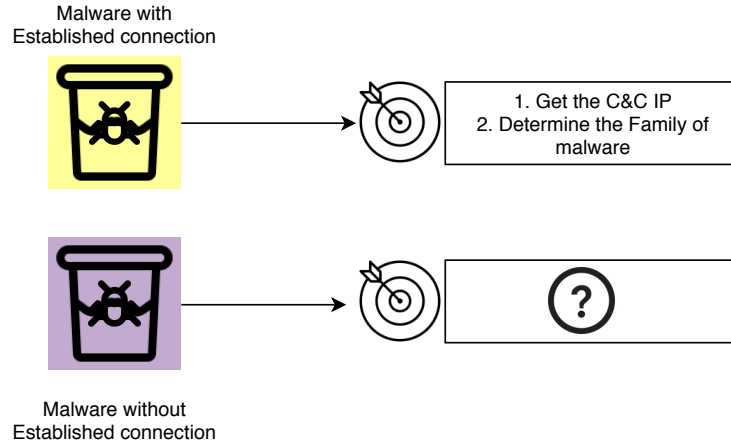 Malware with
Established connection
1. Get the C&C IP
2. Determine the Family of
malware
?
Malware without
Established connection